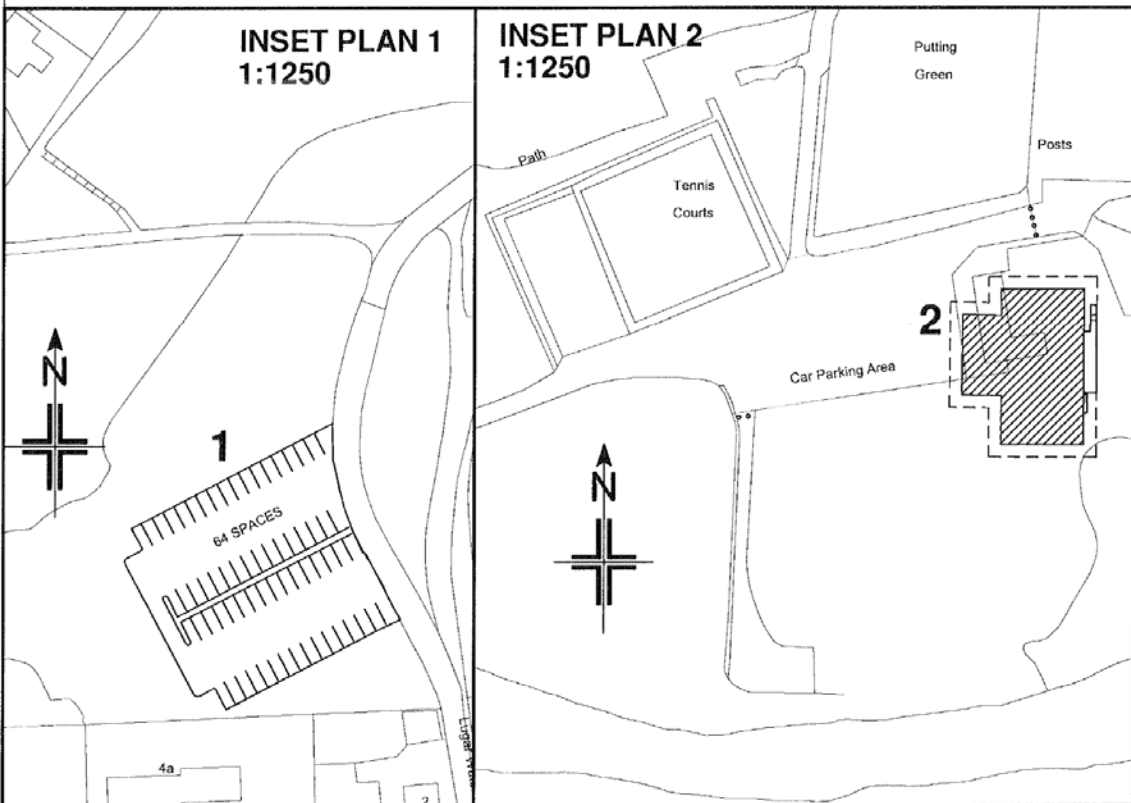 INSET PLAN 1
1:1250
N
1
64 SPACES
4a
2
INSET PLAN 2
1:1250
Putting
Green
Posts
Path
Tennis
Courts
2
Car Parking Area
N
Lugar